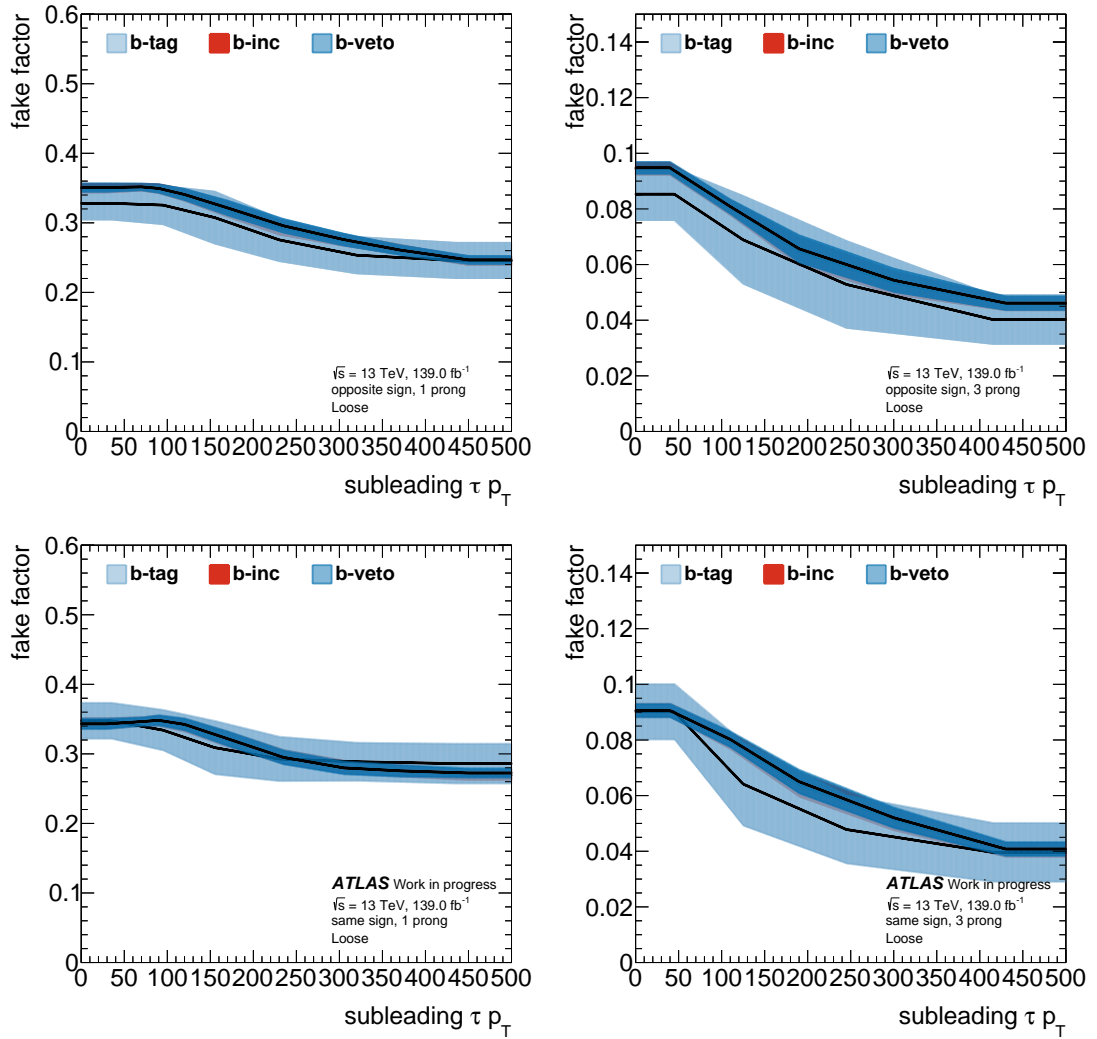 b-tag b-inc b-veto
fake factor
0.6
0.5
0.4
0.3
0.2
0.1
0
√s = 13 TeV, 139.0 fb⁻¹
opposite sign, 1 prong
Loose
0 50 100 150 200 250 300 350 400 450 500
subleading τ p_T
b-tag b-inc b-veto
fake factor
0.14
0.12
0.1
0.08
0.06
0.04
0.02
0
√s = 13 TeV, 139.0 fb⁻¹
opposite sign, 3 prong
Loose
0 50 100 150 200 250 300 350 400 450 500
subleading τ p_T
b-tag b-inc b-veto
fake factor
0.6
0.5
0.4
0.3
0.2
0.1
0
ATLAS Work in progress
√s = 13 TeV, 139.0 fb⁻¹
same sign, 1 prong
Loose
0 50 100 150 200 250 300 350 400 450 500
subleading τ p_T
b-tag b-inc b-veto
fake factor
0.14
0.12
0.1
0.08
0.06
0.04
0.02
0
ATLAS Work in progress
√s = 13 TeV, 139.0 fb⁻¹
same sign, 3 prong
Loose
0 50 100 150 200 250 300 350 400 450 500
subleading τ p_T